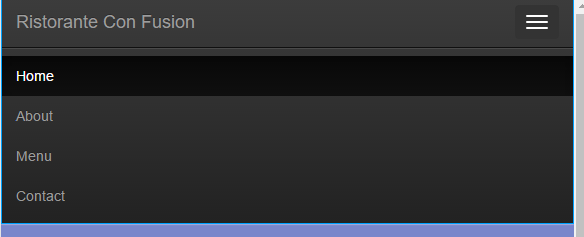 Ristorante Con Fusion
Home
About
Menu
Contact